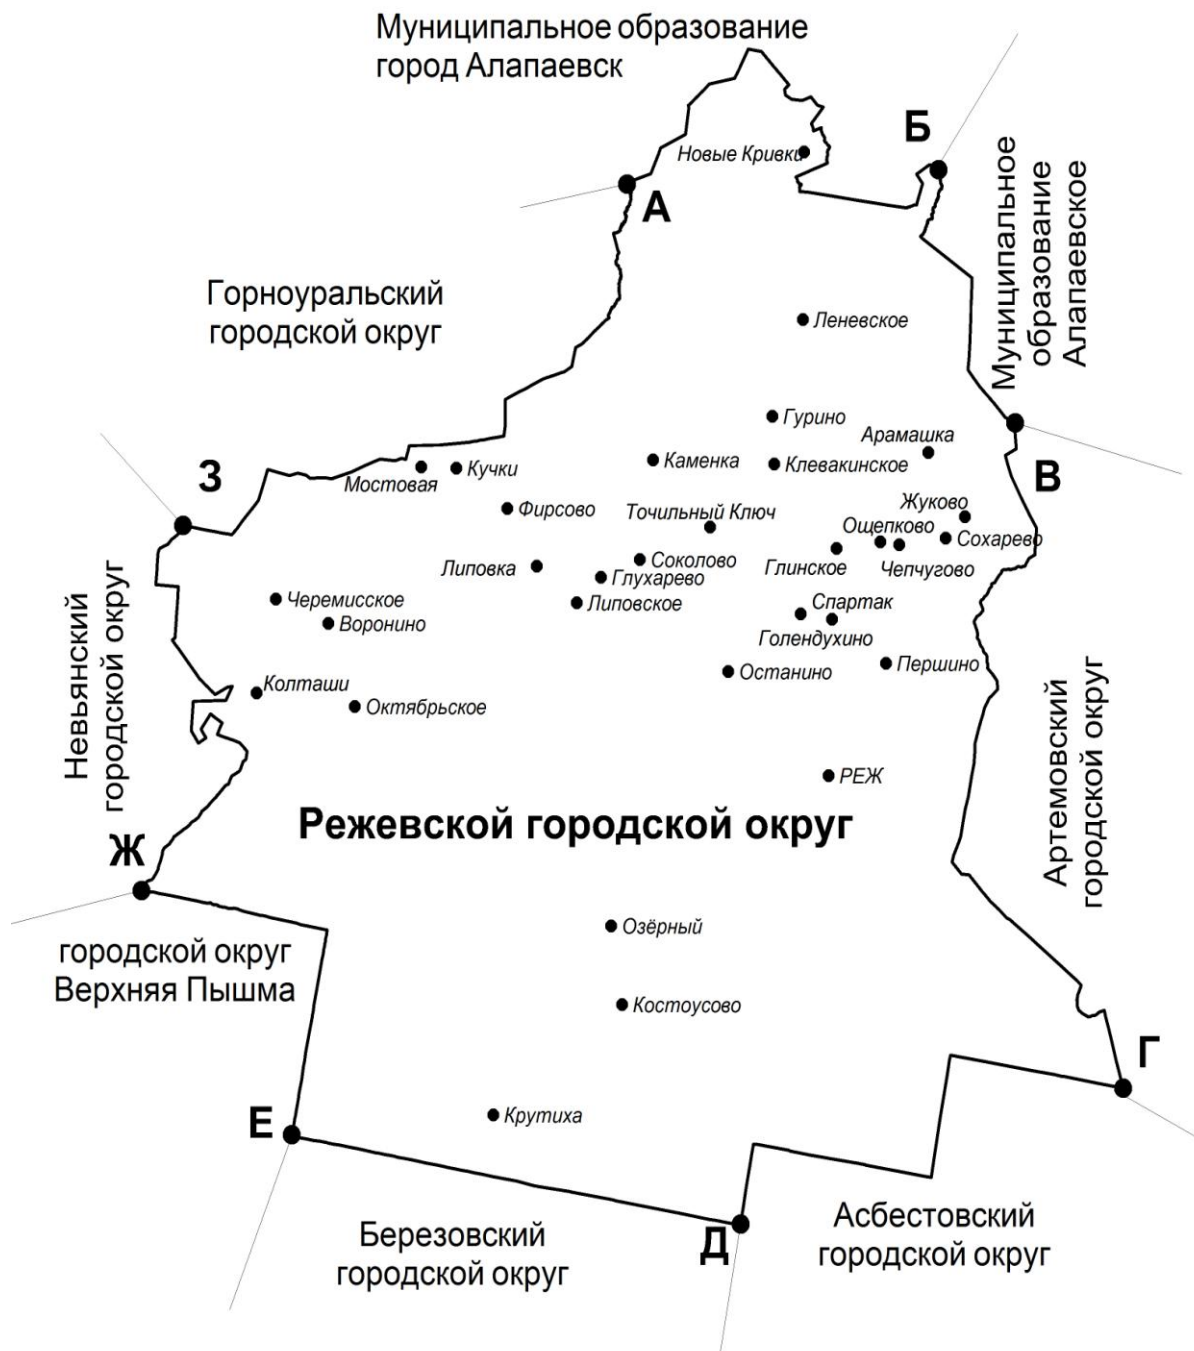 Муниципальное образование
город Алапаевск
Б
Новые Кривки
А
Муниципальное
образование
Алапаевское
Горноуральский
городской округ
Леневское
Гурино
Арамашка
Каменка
Клевакинское
В
З
Кучки
Мостовая
Фирсово
Точильный Ключ
Жуково
Ощепково
Сохарево
Соколово
Липовка
Глинское
Чепчугово
Глухарево
Черемисское
Липовское
Спартак
Воронино
Голендухино
Невьянский
городской округ
Першино
Останино
Колташи
Октябрьское
Артемовский
городской округ
РЕЖ
Режевской городской округ
Ж
Озёрный
городской округ
Верхняя Пышма
Костоусово
Г
Е
Крутиха
Д
Березовский
городской округ
Асбестовский
городской округ